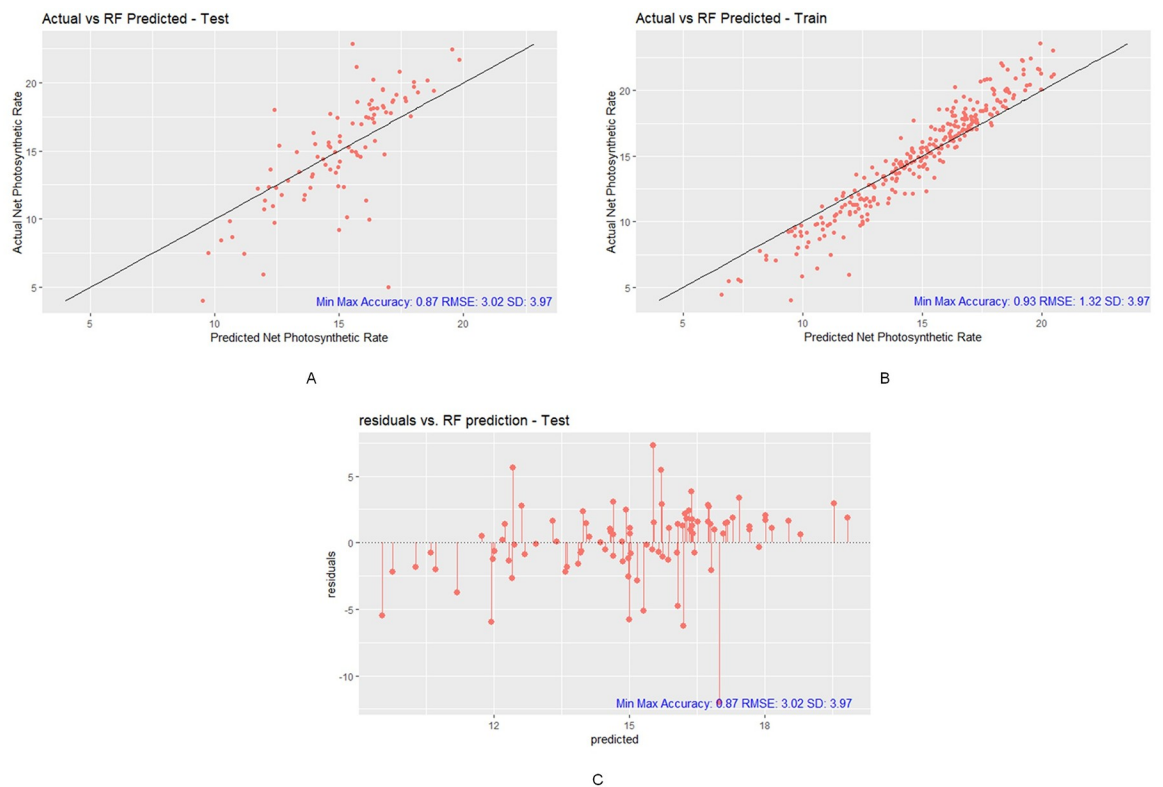 Actual vs RF Predicted - Test
Actual Net Photosynthetic Rate
20
15
10
5
Min Max Accuracy: 0.87 RMSE: 3.02 SD: 3.97
5 10 15 20
Predicted Net Photosynthetic Rate
A
Actual vs RF Predicted - Train
Actual Net Photosynthetic Rate
20
15
10
5
Min Max Accuracy: 0.93 RMSE: 1.32 SD: 3.97
5 10 15 20
Predicted Net Photosynthetic Rate
B
residuals vs. RF prediction - Test
residuals
5
0
-5
-10
Min Max Accuracy: 0.87 RMSE: 3.02 SD: 3.97
12 15 18
predicted
C